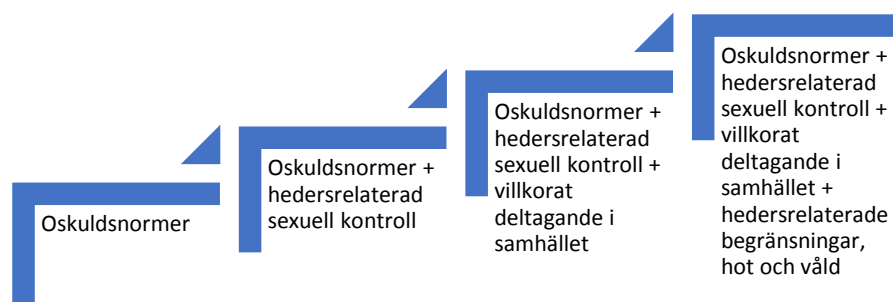 Oskuldsnormer
Oskuldsnormer +
hedersrelaterad
sexuell kontroll
Oskuldsnormer +
hedersrelaterad
sexuell kontroll +
villkorat
deltagande i
samhället
Oskuldsnormer +
hedersrelaterad
sexuell kontroll +
villkorat
deltagande i
samhället +
hedersrelaterade
begränsningar,
hot och våld